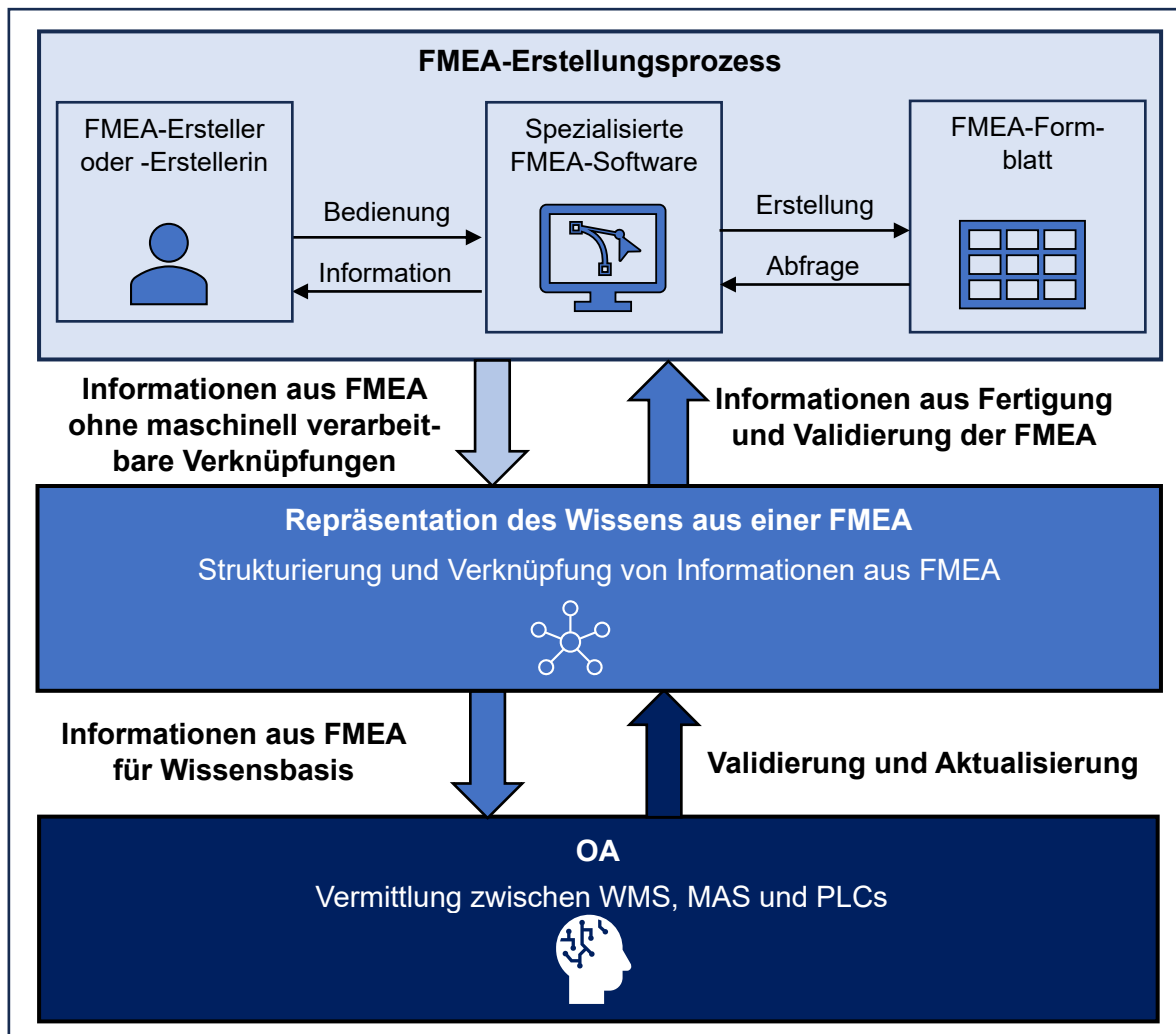 FMEA-Erstellungsprozess
FMEA-Ersteller
oder -Erstellerin
Bedienung
Information
Spezialisierte
FMEA-Software
Erstellung
Abfrage
FMEA-Form-
blatt
Informationen aus FMEA
ohne maschinell verarbeit-
bare Verknüpfungen
Informationen aus Fertigung
und Validierung der FMEA
Repräsentation des Wissens aus einer FMEA
Strukturierung und Verknüpfung von Informationen aus FMEA
Informationen aus FMEA
für Wissensbasis
Validierung und Aktualisierung
OA
Vermittlung zwischen WMS, MAS und PLCs